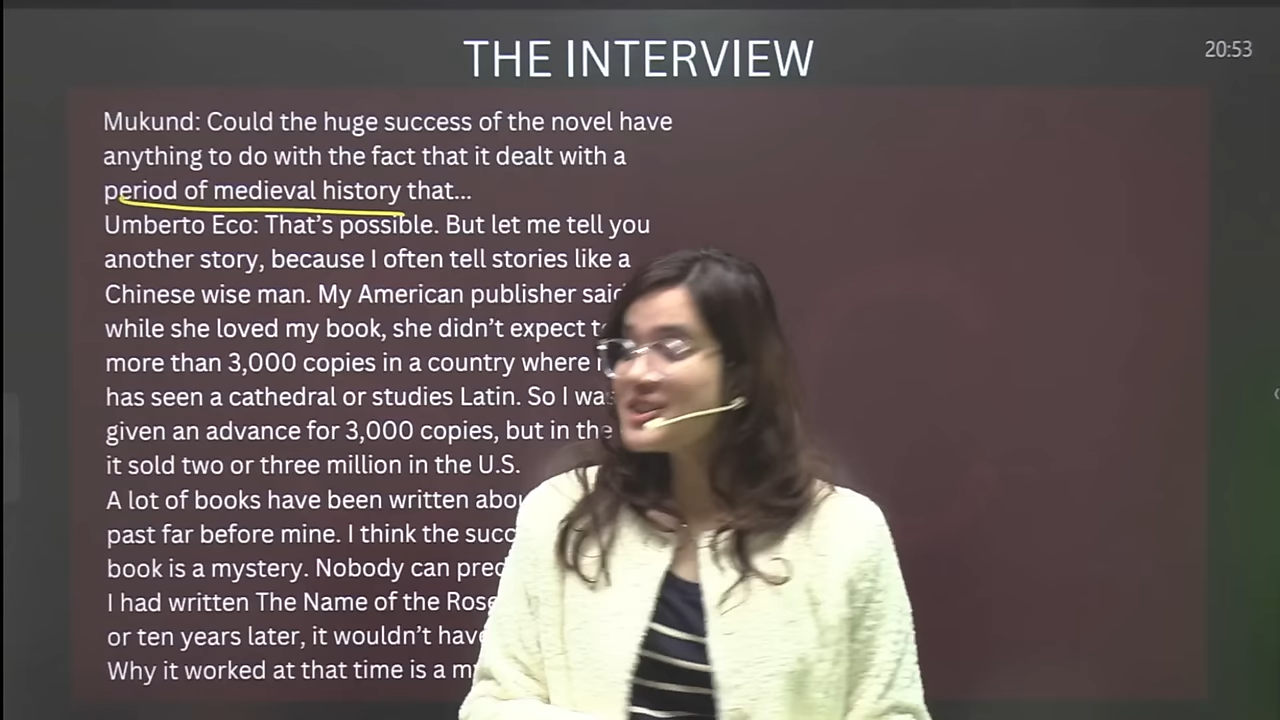 THE INTERVIEW
20:53
Mukund: Could the huge success of the novel have
anything to do with the fact that it dealt with a
period of medieval history that...
Umberto Eco: That's possible. But let me tell you
another story, because I often tell stories like a
Chinese wise man. My American publisher said
while she loved my book, she didn't expect
more than 3,000 copies in a country where
has seen a cathedral or studies Latin. So I was
given an advance for 3,000 copies, but in the
it sold two or three million in the U.S.
A lot of books have been written
past far before mine. I think the
book is a mystery. Nobody can
I had written The Name of the Rose
or ten years later, it wouldn't have
Why it worked at that time is a